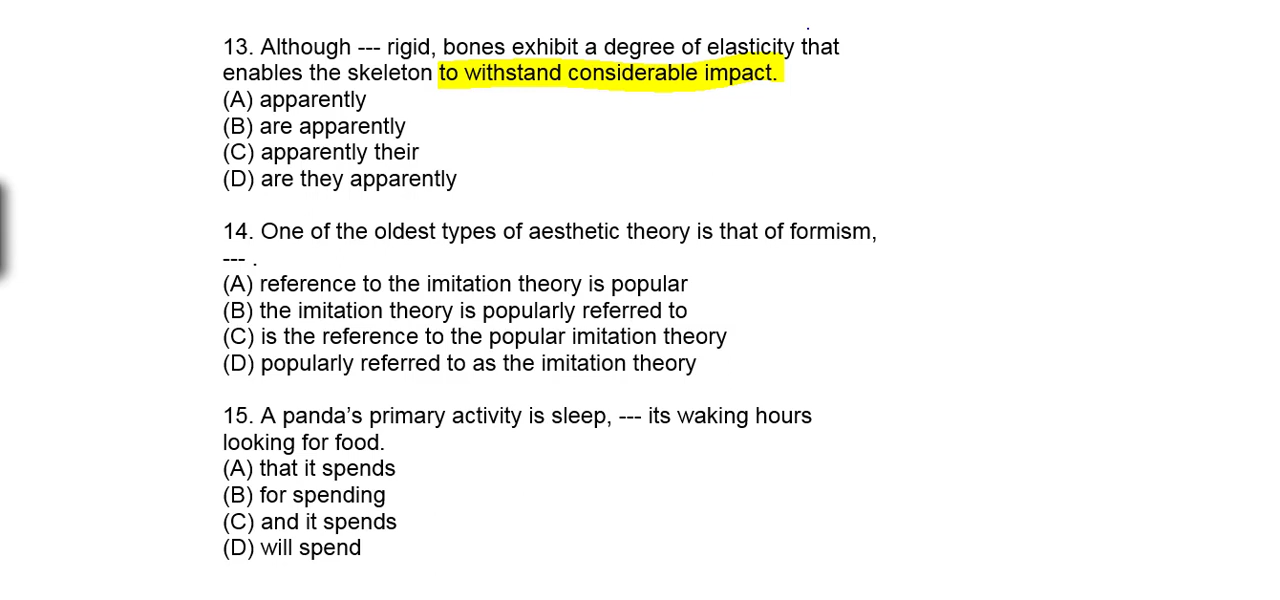 13. Although --- rigid, bones exhibit a degree of elasticity that
enables the skeleton to withstand considerable impact.
(A) apparently
(B) are apparently
(C) apparently their
(D) are they apparently
14. One of the oldest types of aesthetic theory is that of formism,
--- .
(A) reference to the imitation theory is popular
(B) the imitation theory is popularly referred to
(C) is the reference to the popular imitation theory
(D) popularly referred to as the imitation theory
15. A panda’s primary activity is sleep, --- its waking hours
looking for food.
(A) that it spends
(B) for spending
(C) and it spends
(D) will spend